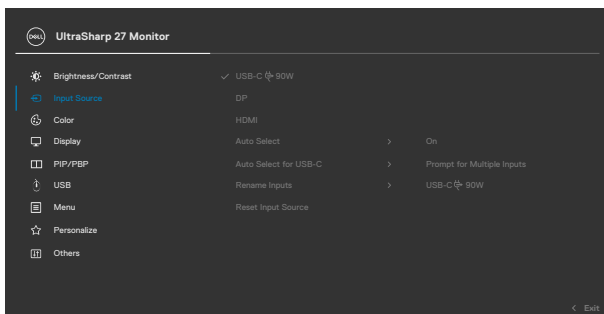 DELL UltraSharp 27 Monitor
Brightness/Contrast USB-C 90W
Input Source DP
Color HDMI
Display Auto Select > On
PIP/PBP Auto Select for USB-C > Prompt for Multiple Inputs
USB Rename Inputs > USB-C 90W
Menu Reset Input Source
Personalize
Others
< Exit